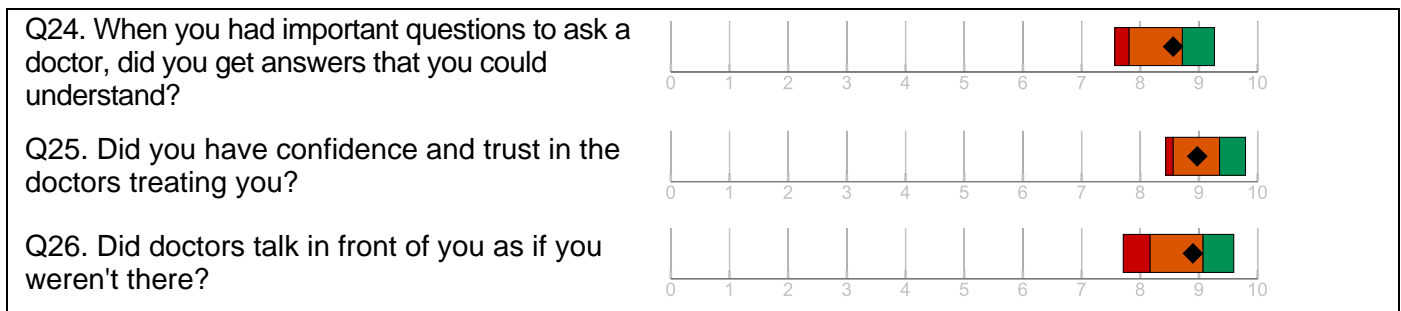 Q24. When you had important questions to ask a
doctor, did you get answers that you could
understand?
0 1 2 3 4 5 6 7 8 9 10
Q25. Did you have confidence and trust in the
doctors treating you?
0 1 2 3 4 5 6 7 8 9 10
Q26. Did doctors talk in front of you as if you
weren't there?
0 1 2 3 4 5 6 7 8 9 10